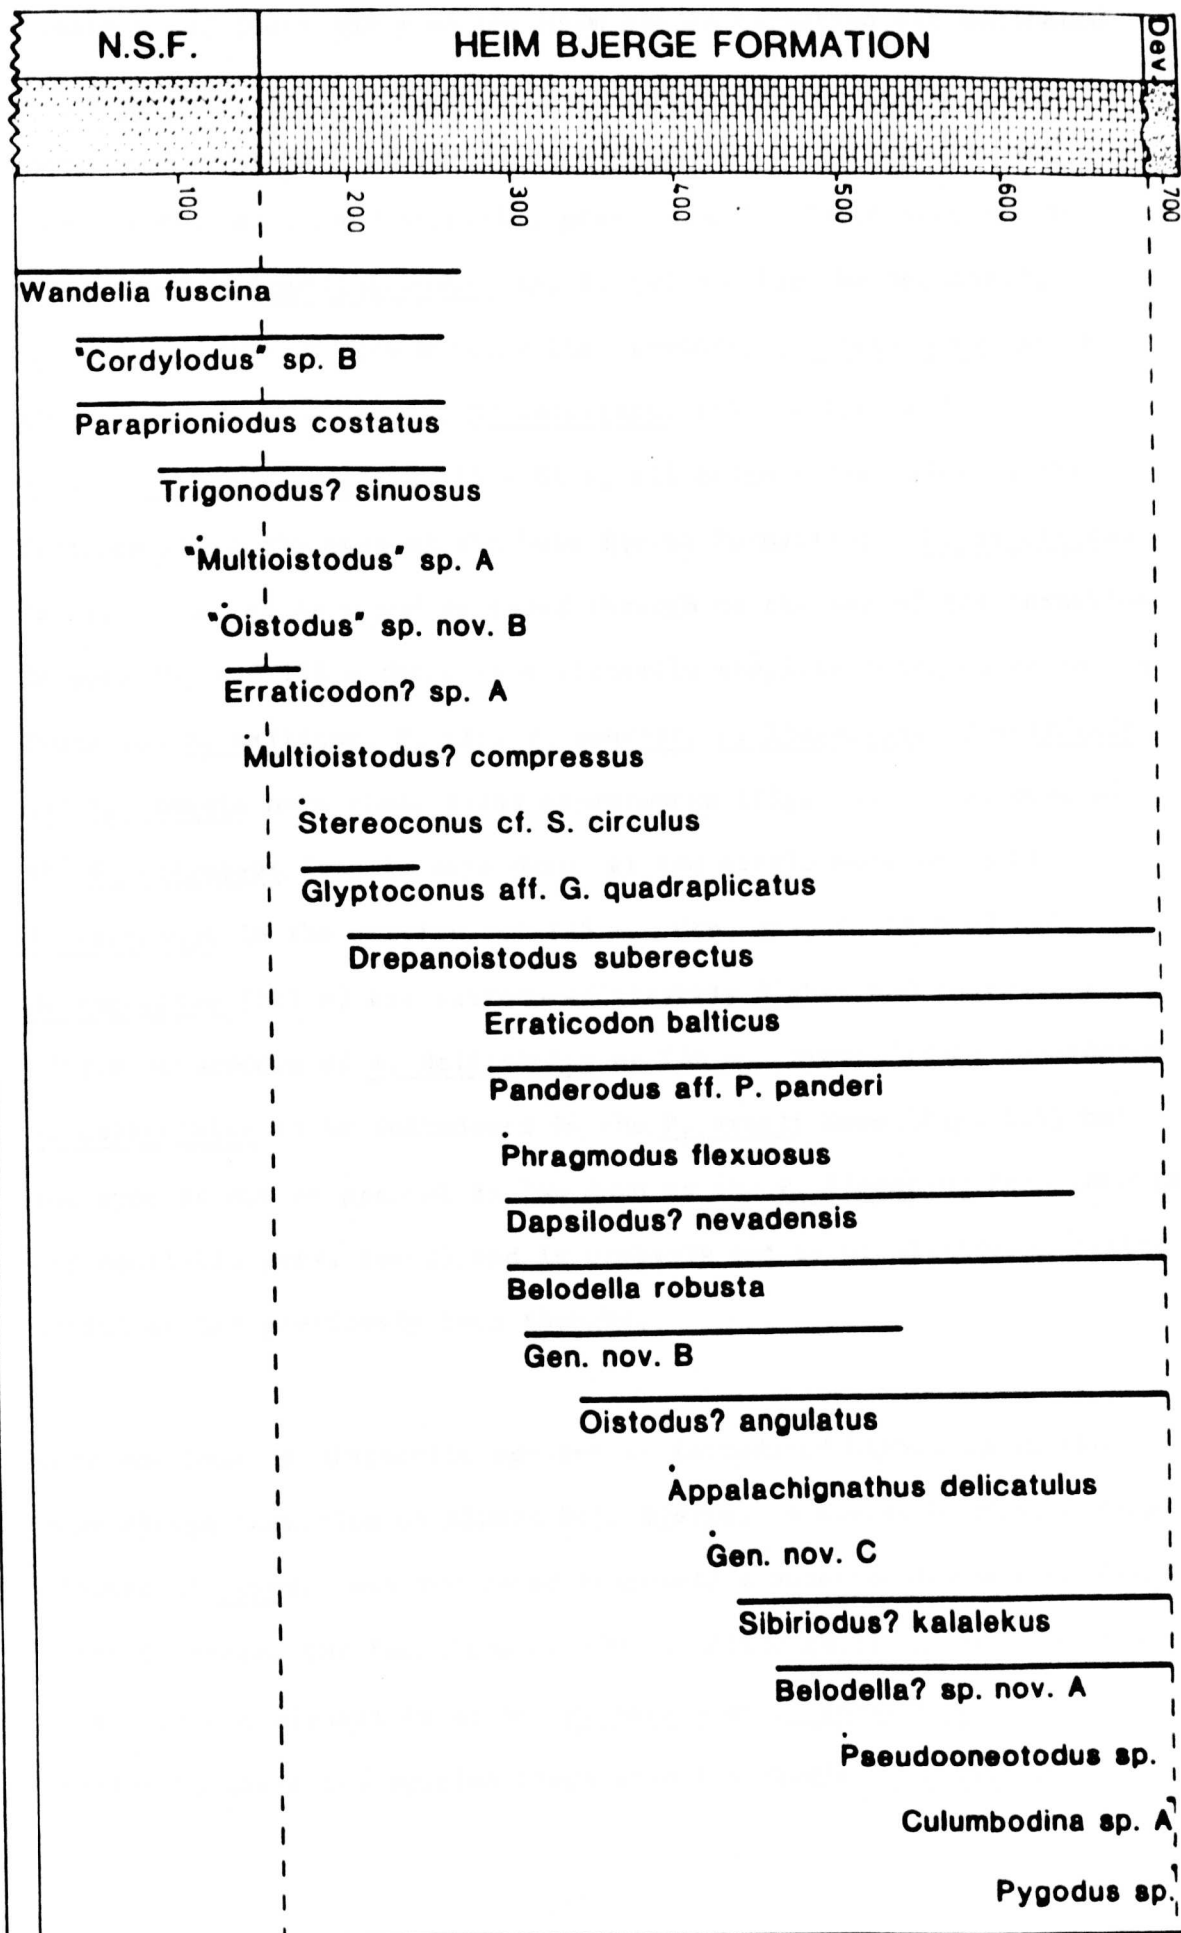 N.S.F.
HEIM BJERGE FORMATION
Dev.
100
200
300
400
500
600
700
Wandelia fuscina
"Cordylodus" sp. B
Paraprioniodus costatus
Trigonodus? sinuosus
"Multioistodus" sp. A
"Oistodus" sp. nov. B
Erraticodon? sp. A
Multioistodus? compressus
Stereoconus cf. S. circulus
Glyptoconus aff. G. quadraplicatus
Drepanoistodus suberectus
Erraticodon balticus
Panderodus aff. P. panderi
Phragmodus flexuosus
Dapsilodus? nevadensis
Belodella robusta
Gen. nov. B
Oistodus? angulatus
Appalachignathus delicatulus
Gen. nov. C
Sibiriodus? kalalekus
Belodella? sp. nov. A
Pseudooneotodus sp.
Culumbodina sp. A
Pygodus sp.